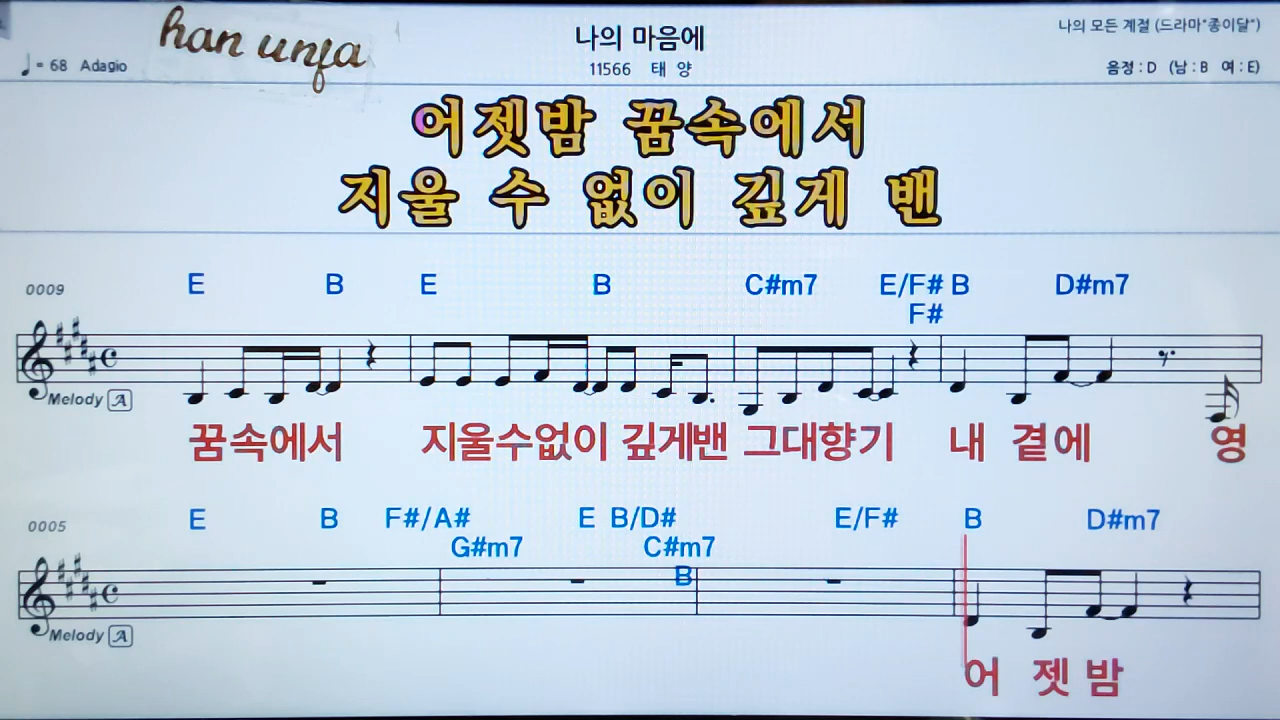 han unfa
나의 마음에
나의 모든 계절 (드라마"종이달")
♩= 68 Adagio
11566 태 양
음정 : D (남 : B 여 : E)
어젯밤 꿈속에서
지울 수 없이 깊게 밴
0009 E B E B C#m7 E/F# B D#m7
F#
Melody A
꿈속에서 지울수없이 깊게밴 그대향기 내 곁에 영
0005 E B F#/A# E B/D# E/F# B D#m7
G#m7 C#m7
B
Melody A
어 젯 밤